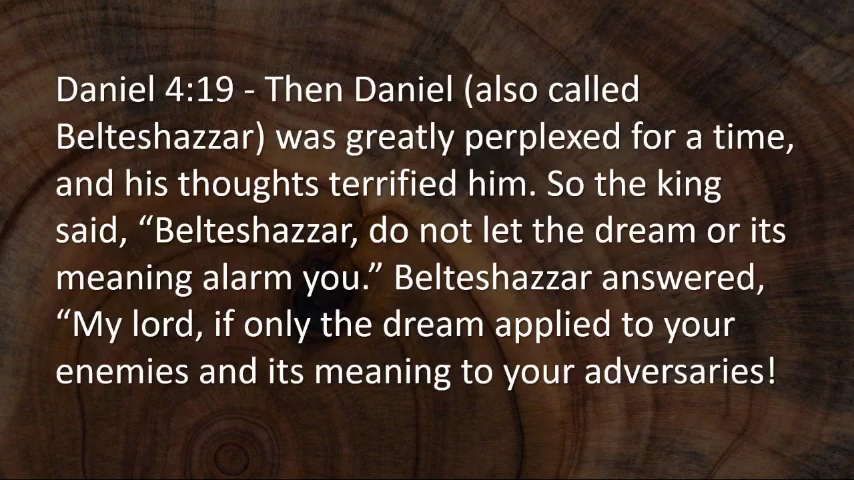 Daniel 4:19 - Then Daniel (also called
Belteshazzar) was greatly perplexed for a time,
and his thoughts terrified him. So the king
said, “Belteshazzar, do not let the dream or its
meaning alarm you.” Belteshazzar answered,
“My lord, if only the dream applied to your
enemies and its meaning to your adversaries!